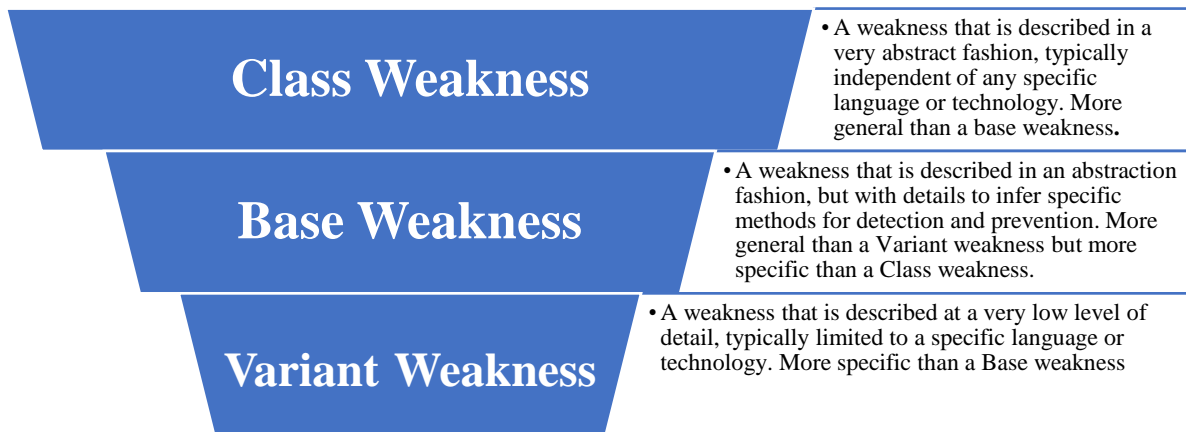 Class Weakness
• A weakness that is described in a
very abstract fashion, typically
independent of any specific
language or technology. More
general than a base weakness.
Base Weakness
• A weakness that is described in an abstraction
fashion, but with details to infer specific
methods for detection and prevention. More
general than a Variant weakness but more
specific than a Class weakness.
Variant Weakness
• A weakness that is described at a very low level of
detail, typically limited to a specific language or
technology. More specific than a Base weakness